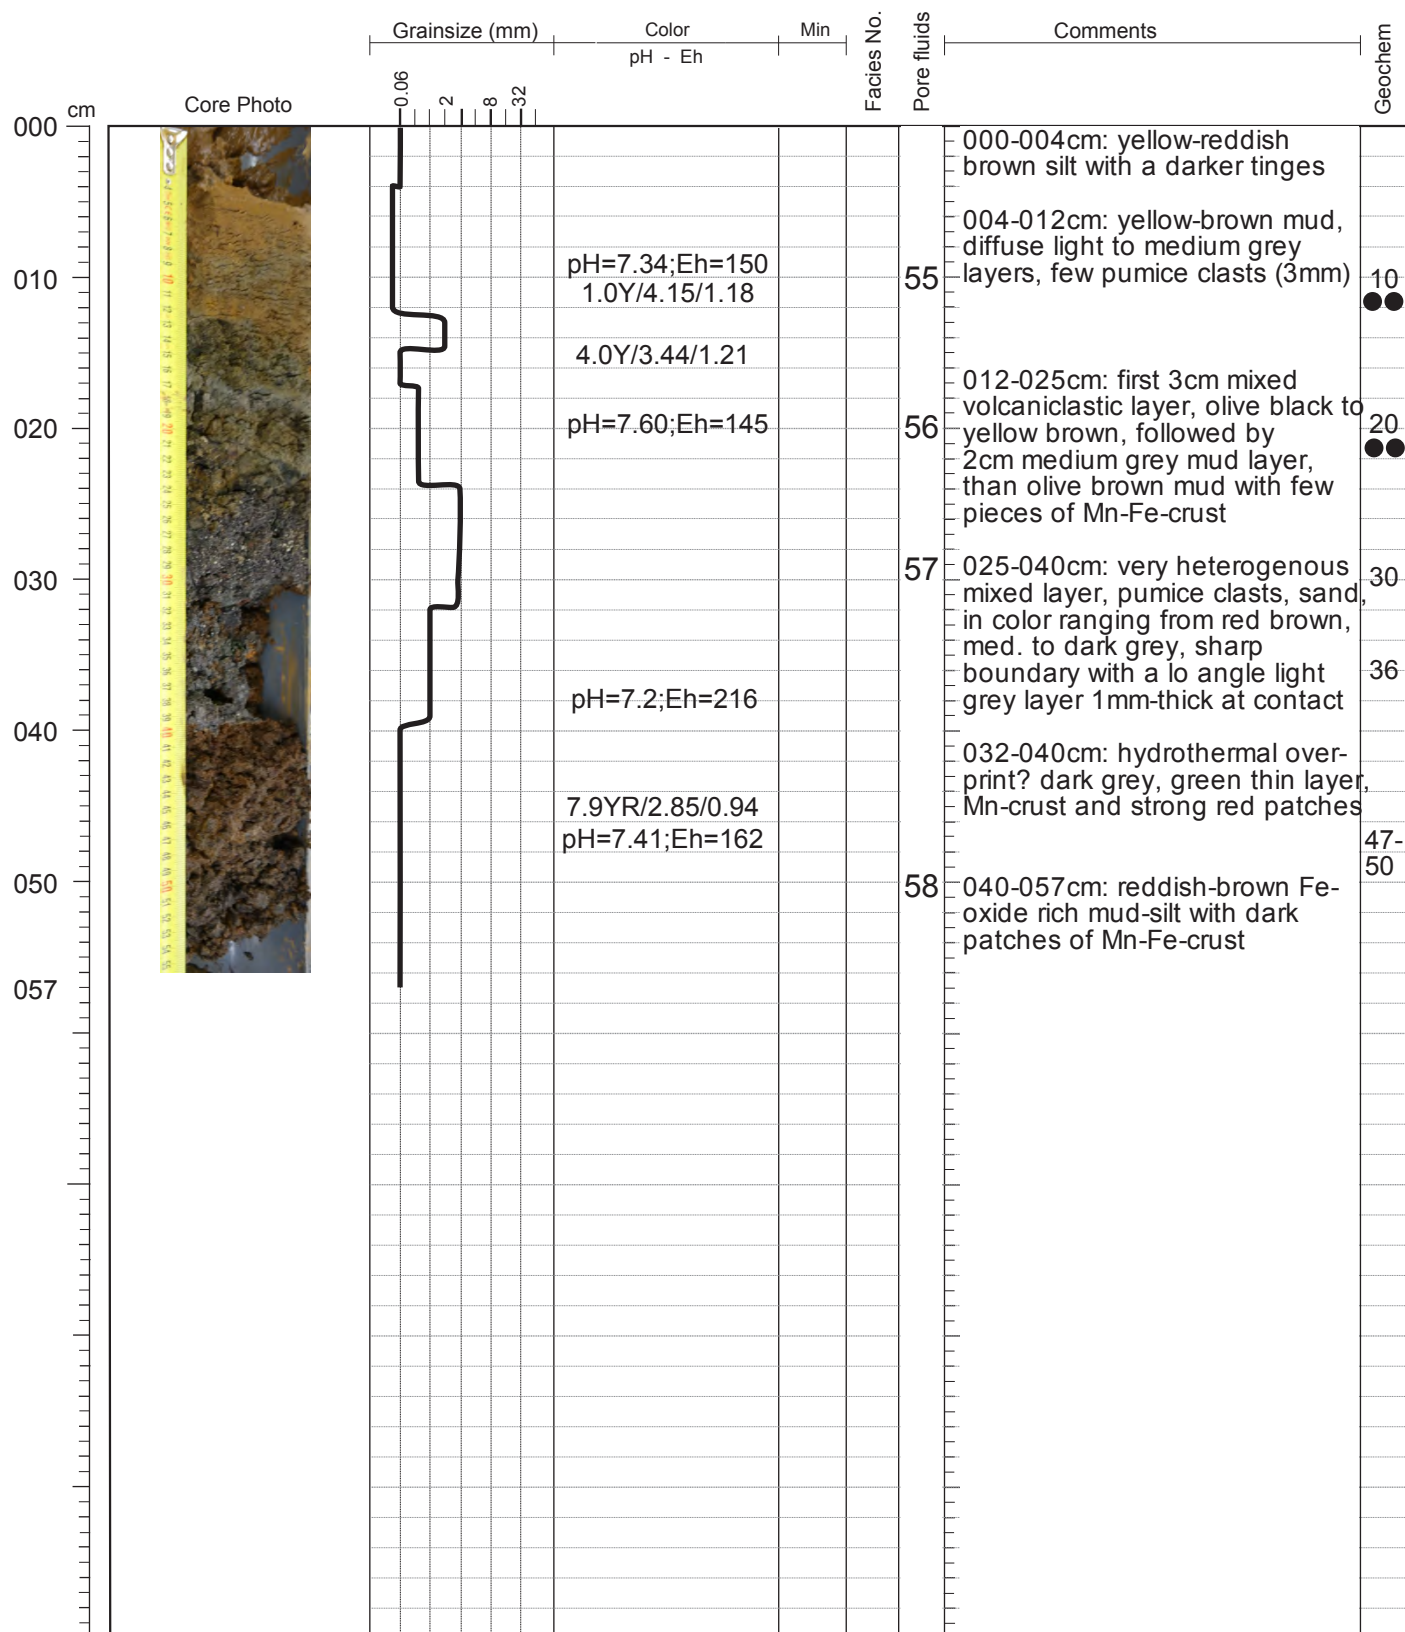 Grainsize (mm)
Color
Min
Facies No.
Pore fluids
Comments
Geochem
pH - Eh
cm
Core Photo
0.06
2
8
32
000
000-004cm: yellow-reddish
brown silt with a darker tinges
004-012cm: yellow-brown mud,
diffuse light to medium grey
layers, few pumice clasts (3mm)
pH=7.34;Eh=150
1.0Y/4.15/1.18
010
55
10
4.0Y/3.44/1.21
012-025cm: first 3cm mixed
volcaniclastic layer, olive black to
yellow brown, followed by
2cm medium grey mud layer,
than olive brown mud with few
pieces of Mn-Fe-crust
020
pH=7.60;Eh=145
56
20
025-040cm: very heterogenous
mixed layer, pumice clasts, sand,
in color ranging from red brown,
med. to dark grey, sharp
boundary with a lo angle light
grey layer 1mm-thick at contact
030
57
30
36
pH=7.2;Eh=216
040
032-040cm: hydrothermal over-
print? dark grey, green thin layer,
Mn-crust and strong red patches
7.9YR/2.85/0.94
pH=7.41;Eh=162
47-
50
050
58
040-057cm: reddish-brown Fe-
oxide rich mud-silt with dark
patches of Mn-Fe-crust
057